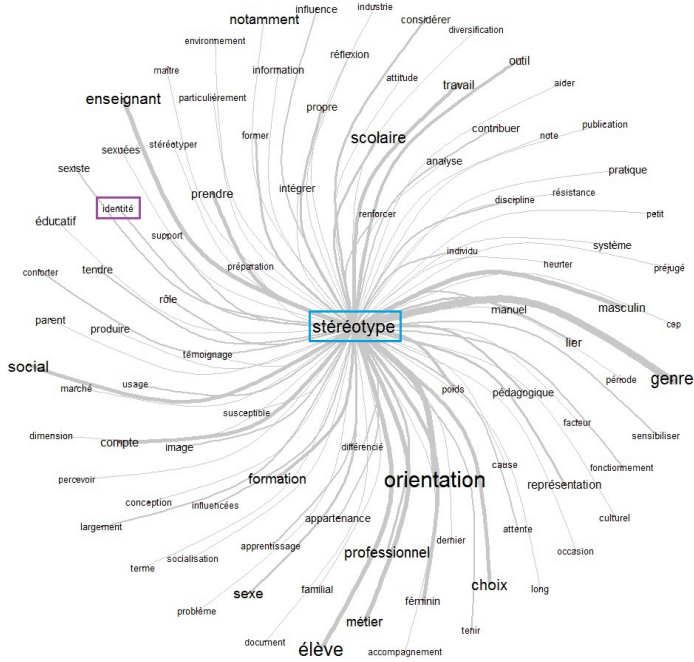 influence
industrie
notamment
considérer
diversification
environnement
réflexion
outil
maître
information
attitude
travail
aider
enseignant
particulièrement
propre
scolaire
contribuer
note
publication
former
sexuées
stéréotyper
analyse
sexiste
pratique
prendre
intégrer
discipline
résistance
identité
renforcer
petit
éducatif
support
individu
système
heurter
préjugé
conforter
tendre
préparation
rôle
manuel
masculin
parent
produire
stéréotype
cap
lier
témoignage
social
marché
usage
poids
pédagogique
période
genre
susceptible
facteur
dimension
compte
image
différencié
sensibiliser
cause
fonctionnement
percevoir
formation
orientation
représentation
conception
influencées
culturel
largement
appartenance
attente
apprentissage
professionnel
dernier
occasion
terme
socialisation
sexe
familial
féminin
choix
long
problème
métier
tenir
document
élève
accompagnement